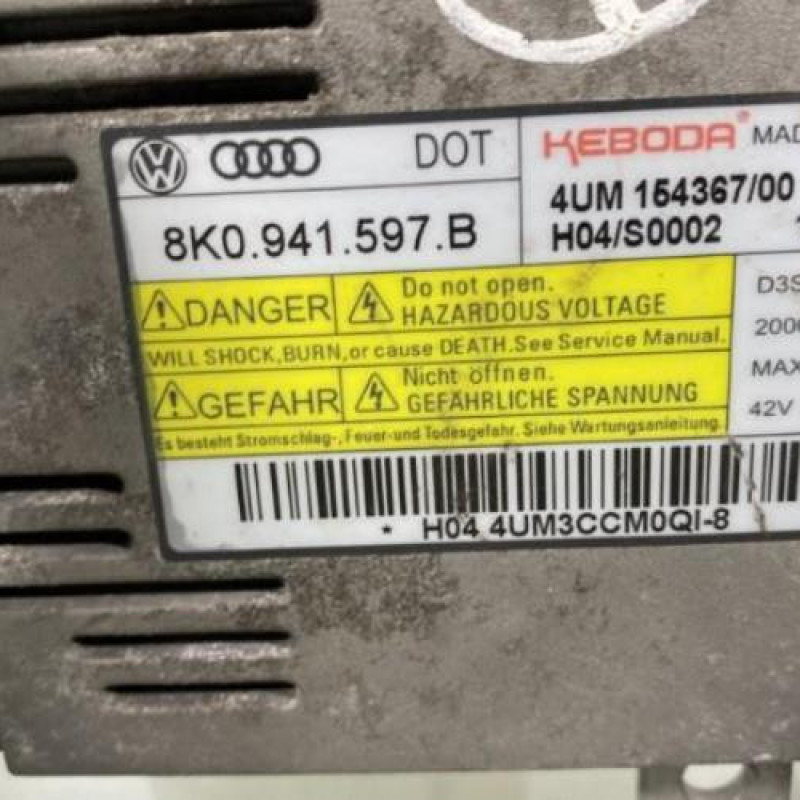 DOT
KEBODA® MAD
8K0.941.597.B
4UM 154367/00
H04/S0002
DANGER
Do not open.
HAZARDOUS VOLTAGE
WILL SHOCK, BURN, or cause DEATH. See Service Manual.
GEFAHR
Nicht öffnen.
GEFÄHRLICHE SPANNUNG
Es besteht Stromschlag-, Feuer-und Todesgefahr. Siehe Wartungsanleitung.
D3S
200
MAX
42V
* H04 4UM3CCM0QI-8